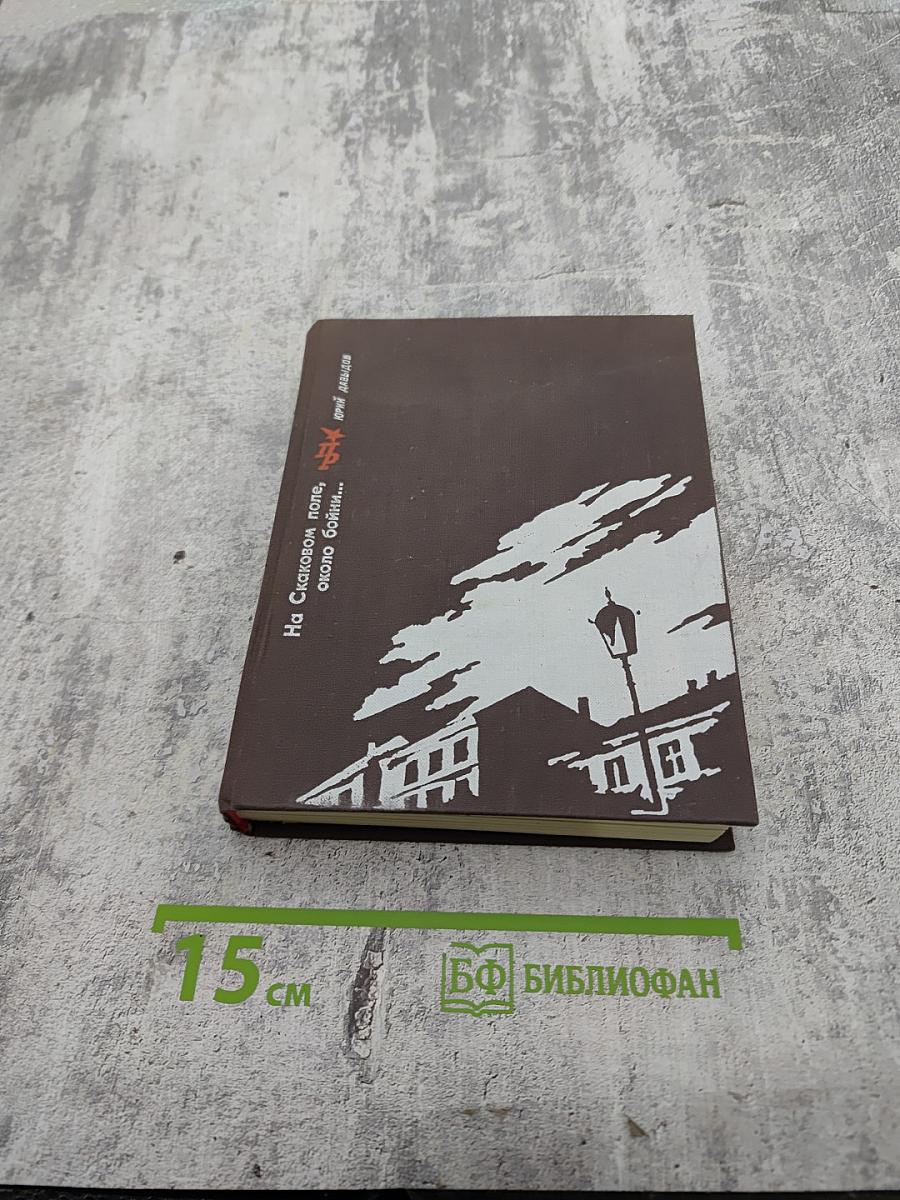 На Скаковом поле,
около бойни...
ЮРИЙ ДАВЫДОВ
15 см
БФ БИБЛИОФАН